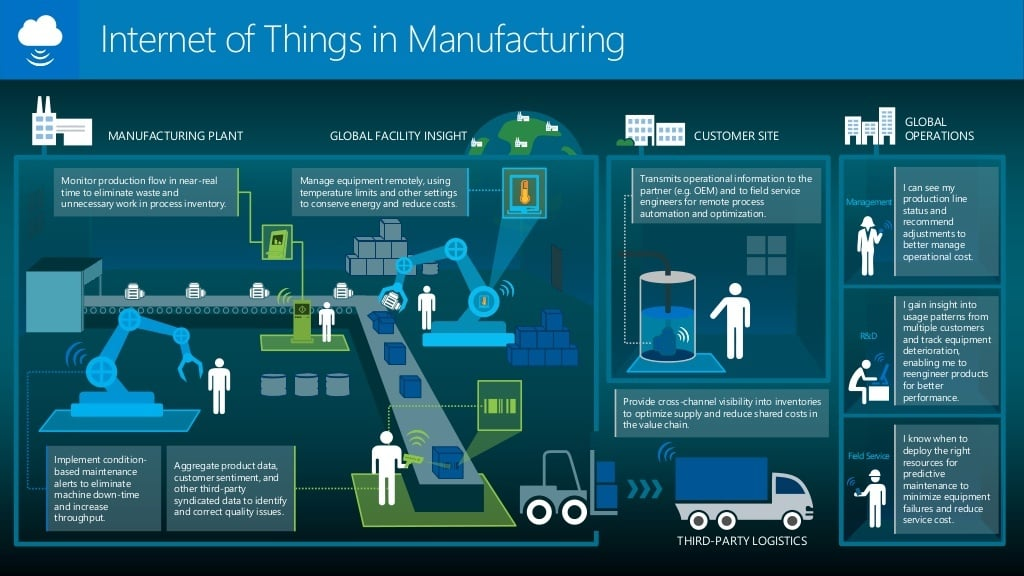 Internet of Things in Manufacturing
MANUFACTURING PLANT
GLOBAL FACILITY INSIGHT
CUSTOMER SITE
GLOBAL
OPERATIONS
Monitor production flow in near-real
time to eliminate waste and
unnecessary work in process inventory.
Manage equipment remotely, using
temperature limits and other settings
to conserve energy and reduce costs.
Transmits operational information to the
partner (e.g. OEM) and to field service
engineers for remote process
automation and optimization.
Management
I can see my
production line
status and
recommend
adjustments to
better manage
operational cost.
R&D
I gain insight into
usage patterns from
multiple customers
and track equipment
deterioration,
enabling me to
reengineer products
for better
performance.
Provide cross-channel visibility into inventories
to optimize supply and reduce shared costs in
the value chain.
Field Service
I know when to
deploy the right
resources for
predictive
maintenance to
minimize equipment
failures and reduce
service cost.
Implement condition-
based maintenance
alerts to eliminate
machine down-time
and increase
throughput.
Aggregate product data,
customer sentiment, and
other third-party
syndicated data to identify
and correct quality issues.
THIRD-PARTY LOGISTICS